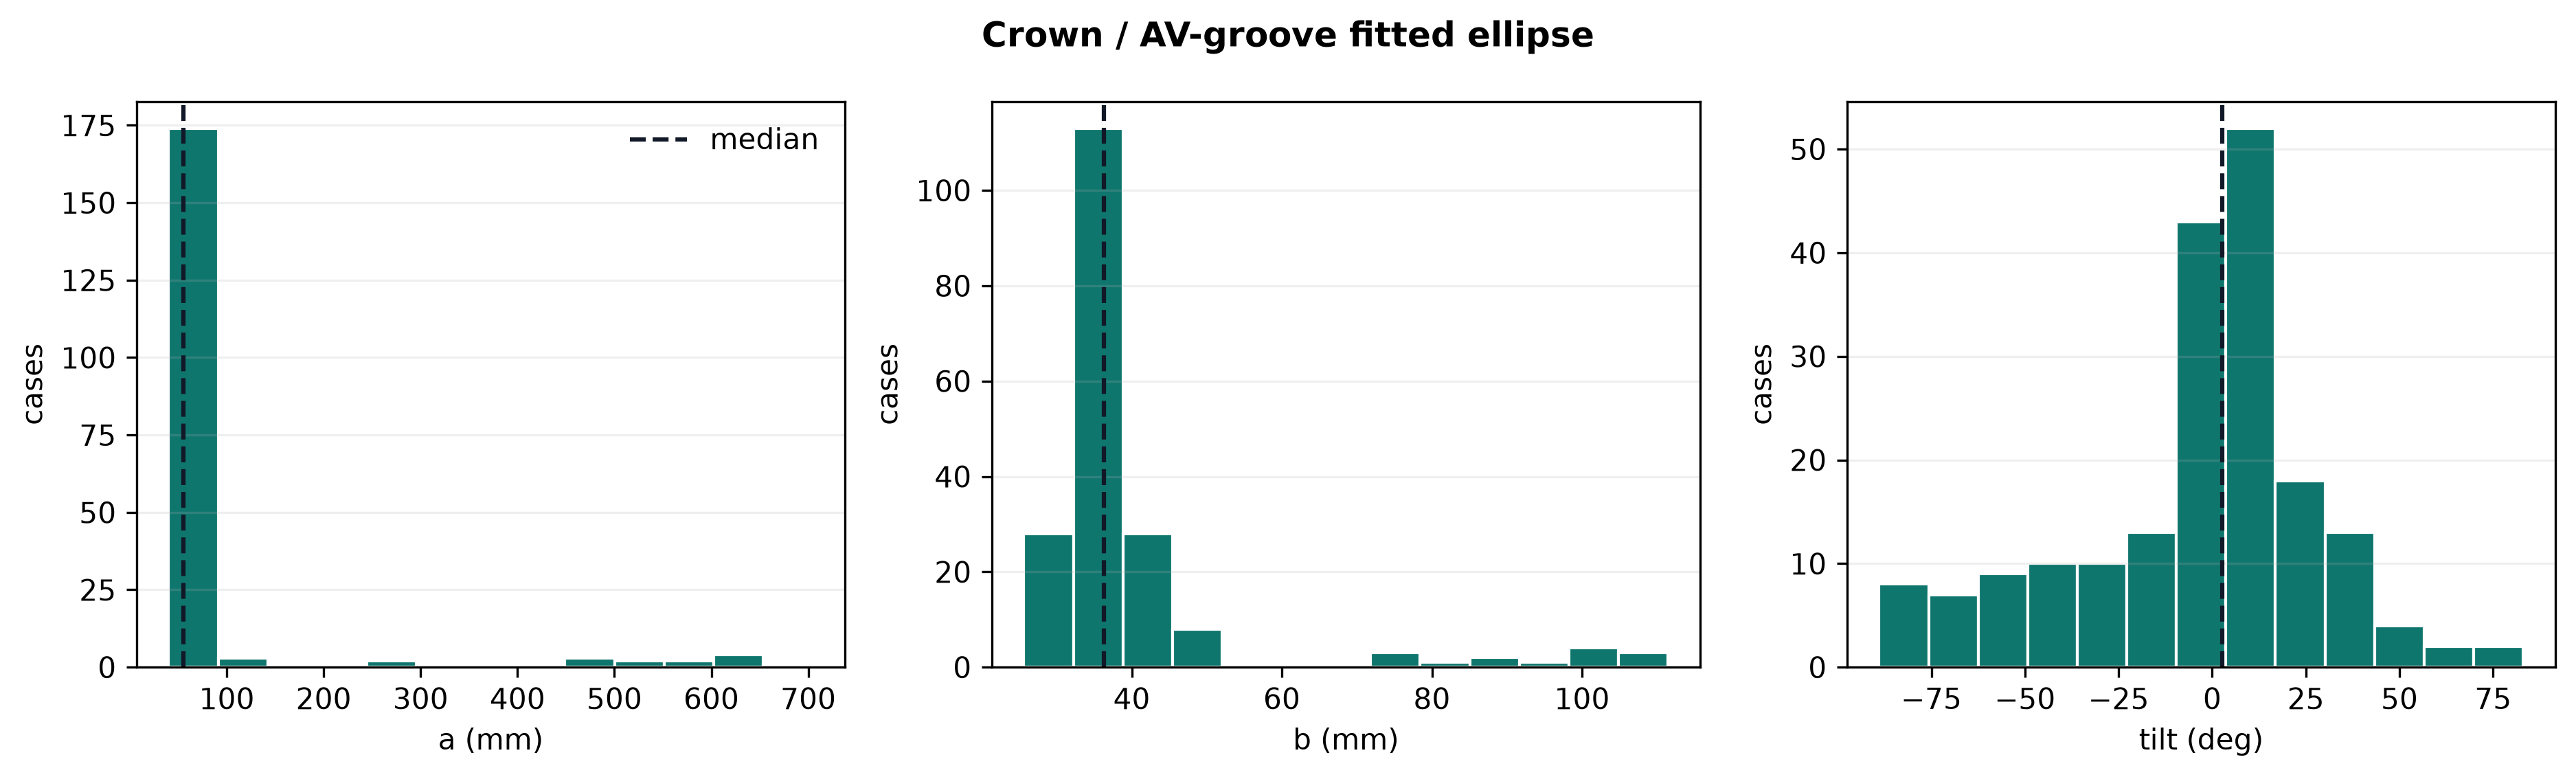 Crown / AV-groove fitted ellipse
175
150
125
100
75
50
25
0
cases
median
100 200 300 400 500 600 700
a (mm)
100
80
60
40
20
0
cases
40 60 80 100
b (mm)
50
40
30
20
10
0
cases
−75 −50 −25 0 25 50 75
tilt (deg)